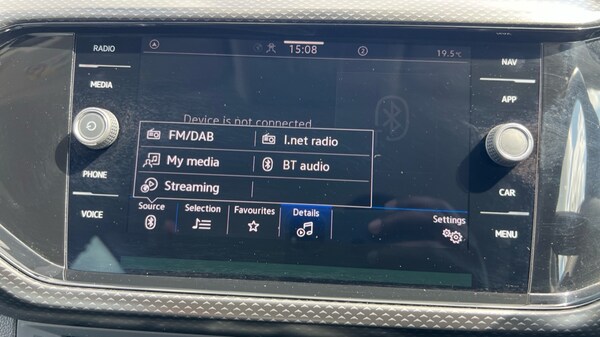 RADIO
15:08
19.5°C
NAV
MEDIA
APP
Device is not connected
FM/DAB
I.net radio
My media
BT audio
Streaming
PHONE
CAR
VOICE
MENU
Source
Selection
Favourites
Details
Settings